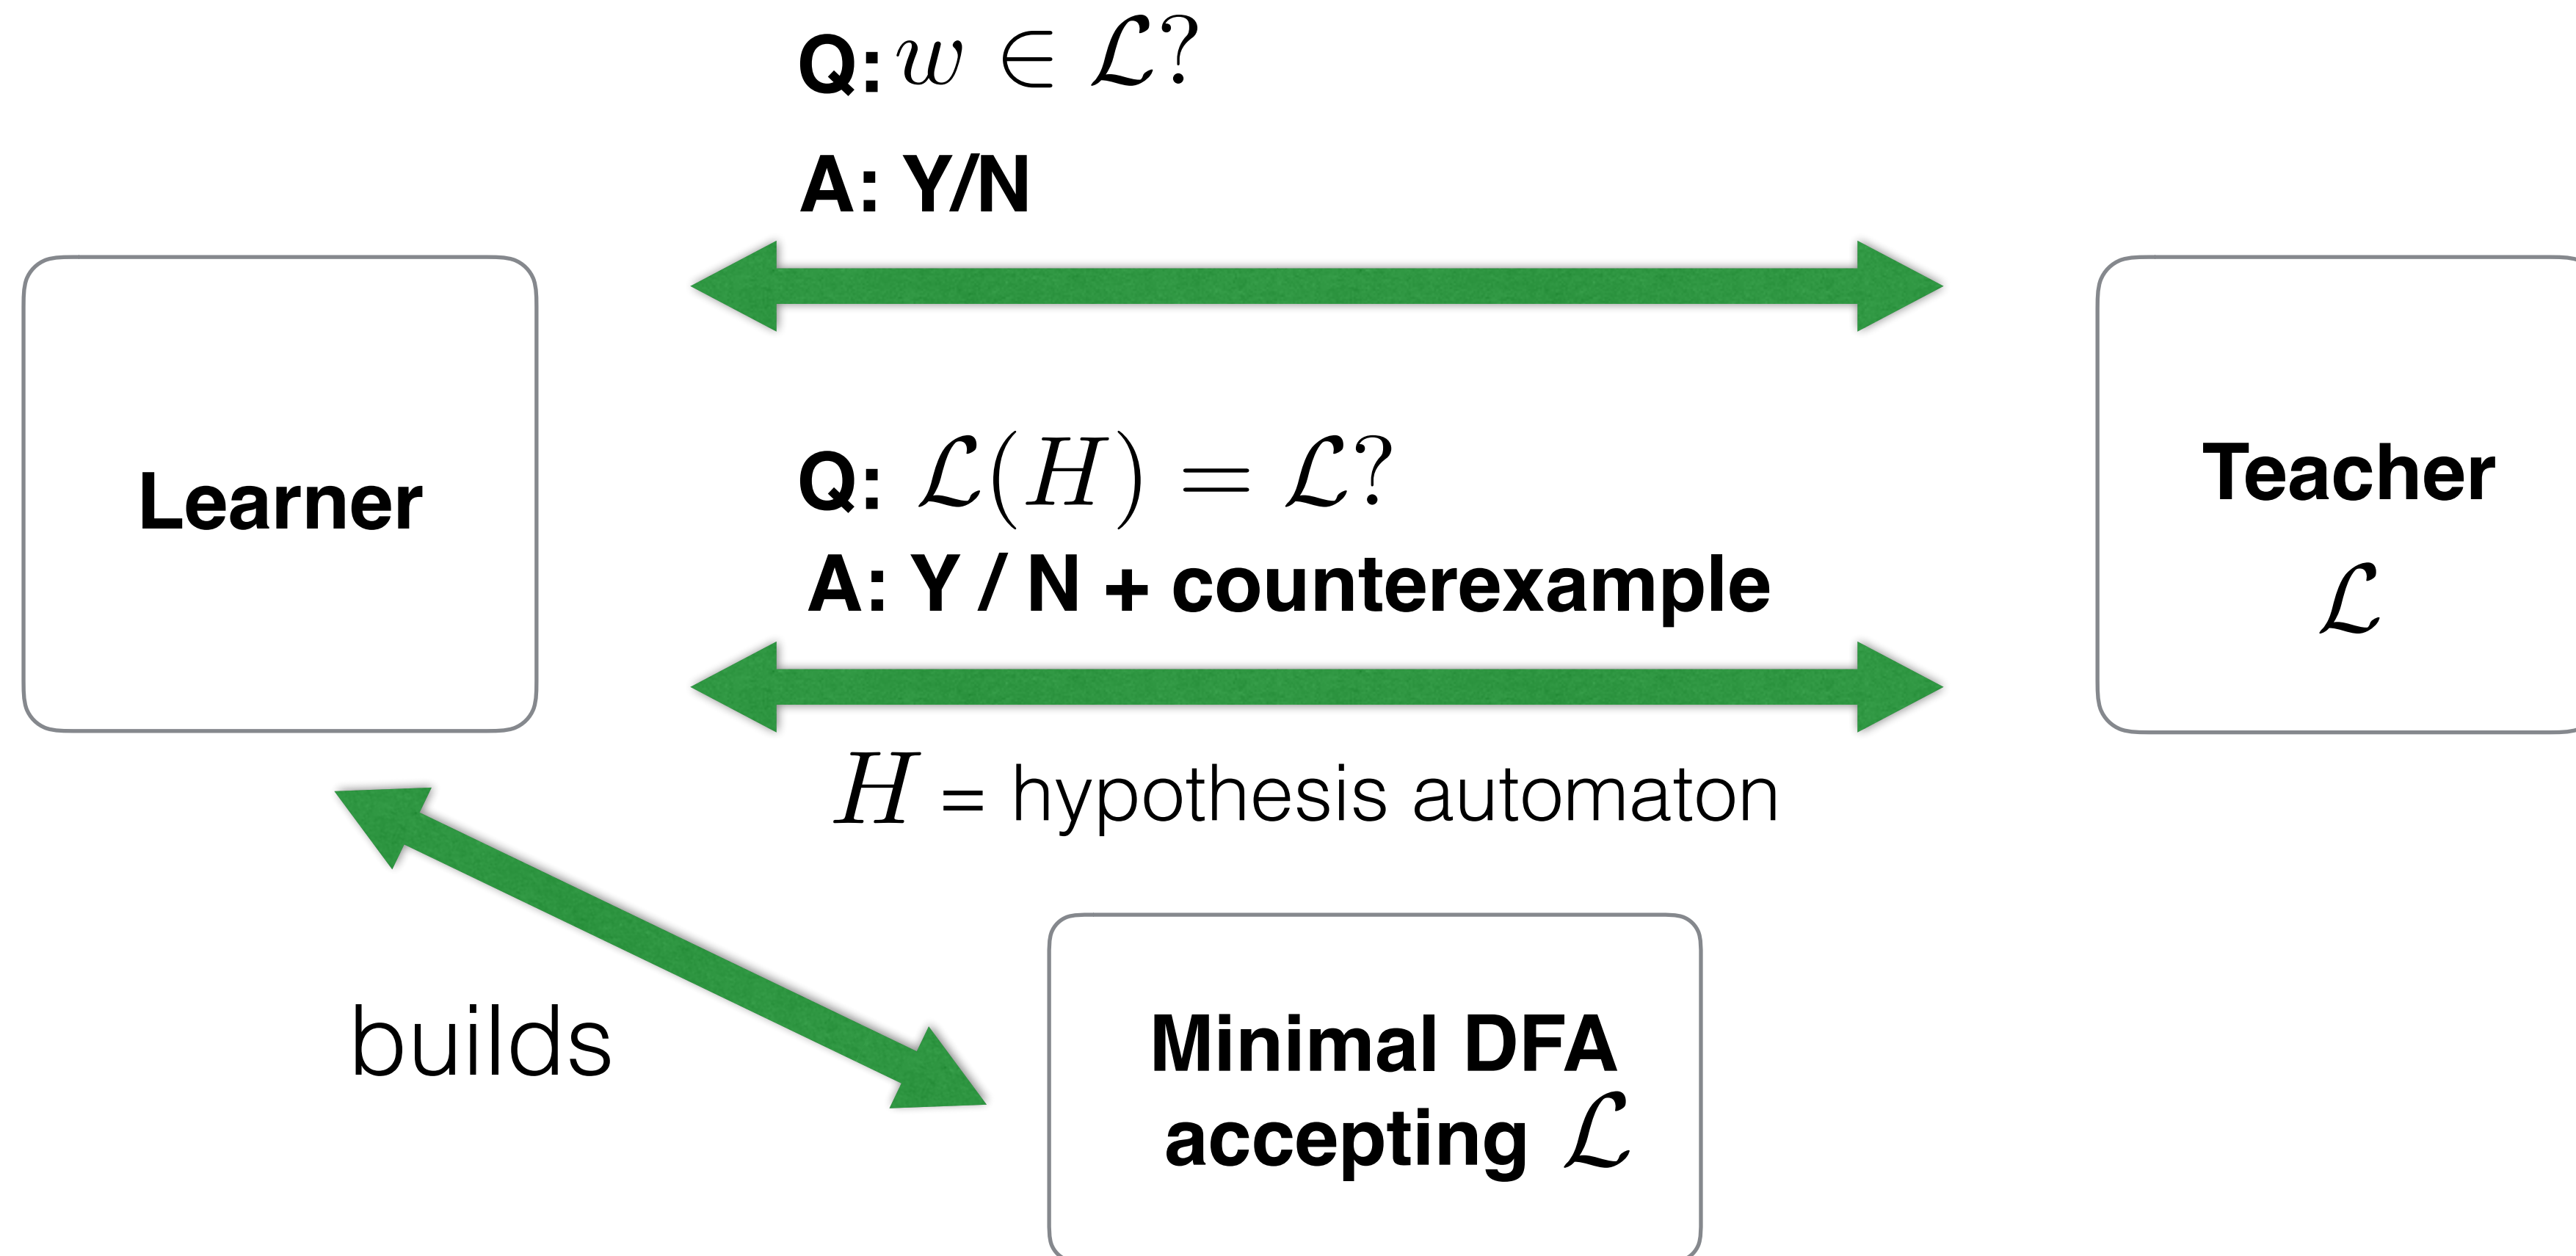 Q: w ∈ ℒ?
A: Y/N
Learner
Q: ℒ(H) = ℒ?
A: Y / N + counterexample
Teacher
ℒ
H = hypothesis automaton
builds
Minimal DFA
accepting ℒ